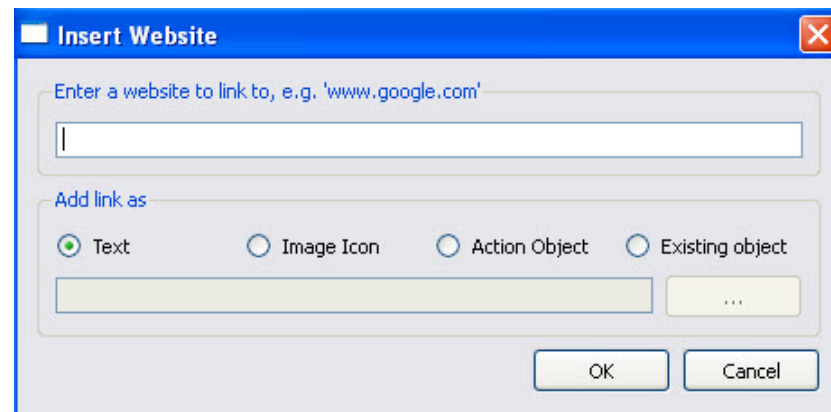 Insert Website
Enter a website to link to, e.g. 'www.google.com'
Add link as
Text Image Icon Action Object Existing object
...
OK Cancel